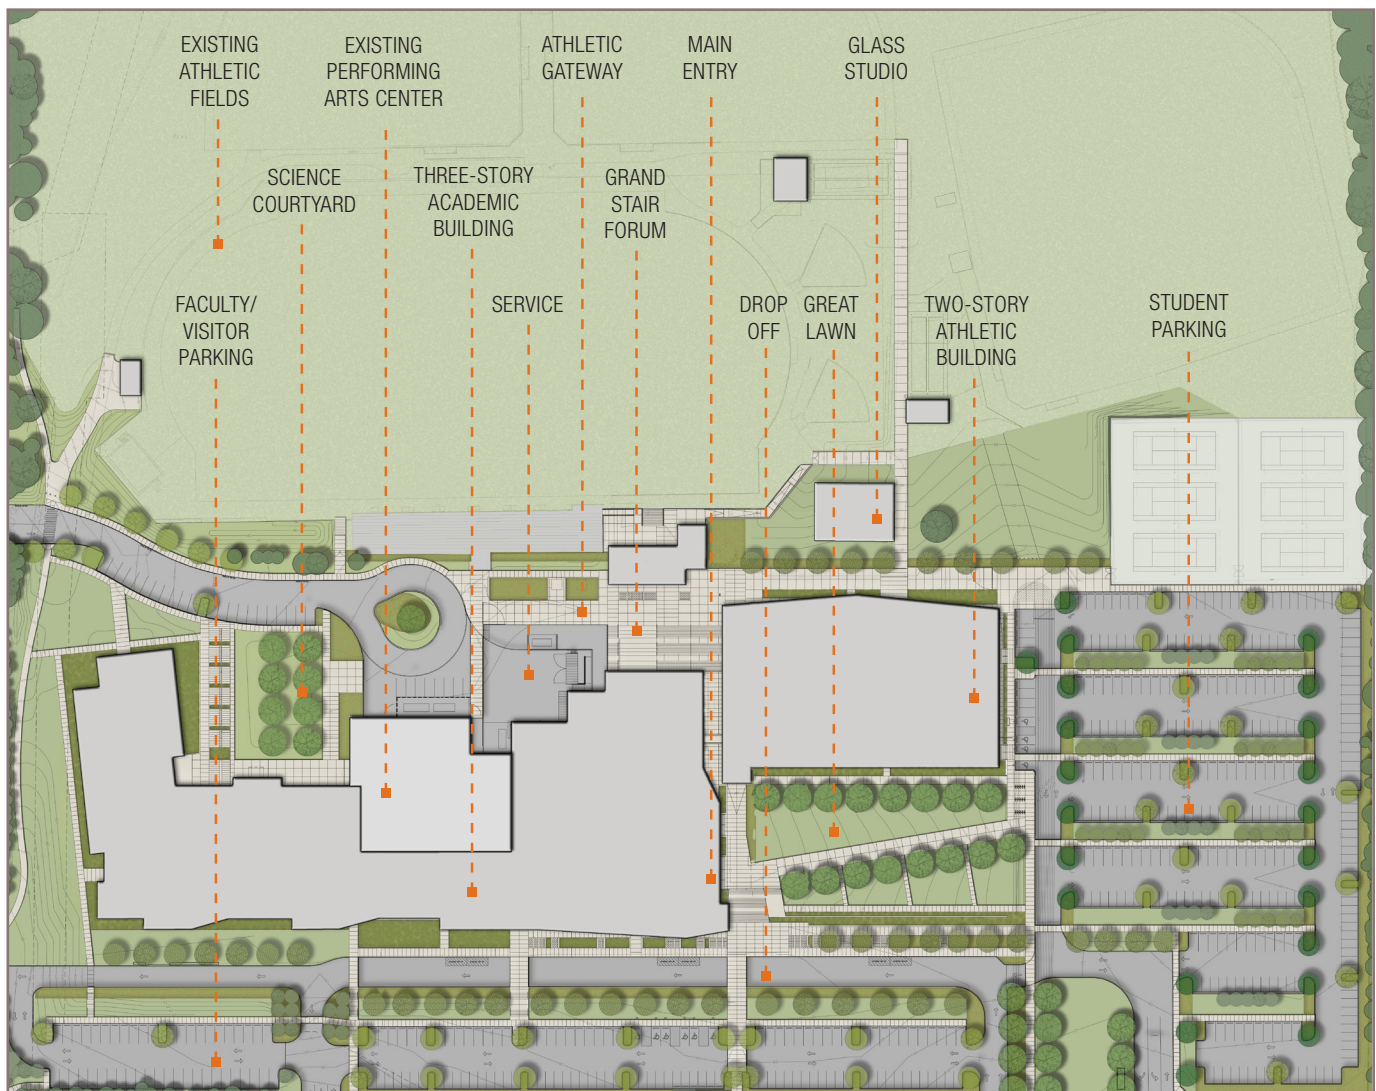 EXISTING
ATHLETIC
FIELDS
EXISTING
PERFORMING
ARTS CENTER
ATHLETIC
GATEWAY
MAIN
ENTRY
GLASS
STUDIO
SCIENCE
COURTYARD
THREE-STORY
ACADEMIC
BUILDING
GRAND
STAIR
FORUM
FACULTY/
VISITOR
PARKING
SERVICE
DROP
OFF
GREAT
LAWN
TWO-STORY
ATHLETIC
BUILDING
STUDENT
PARKING